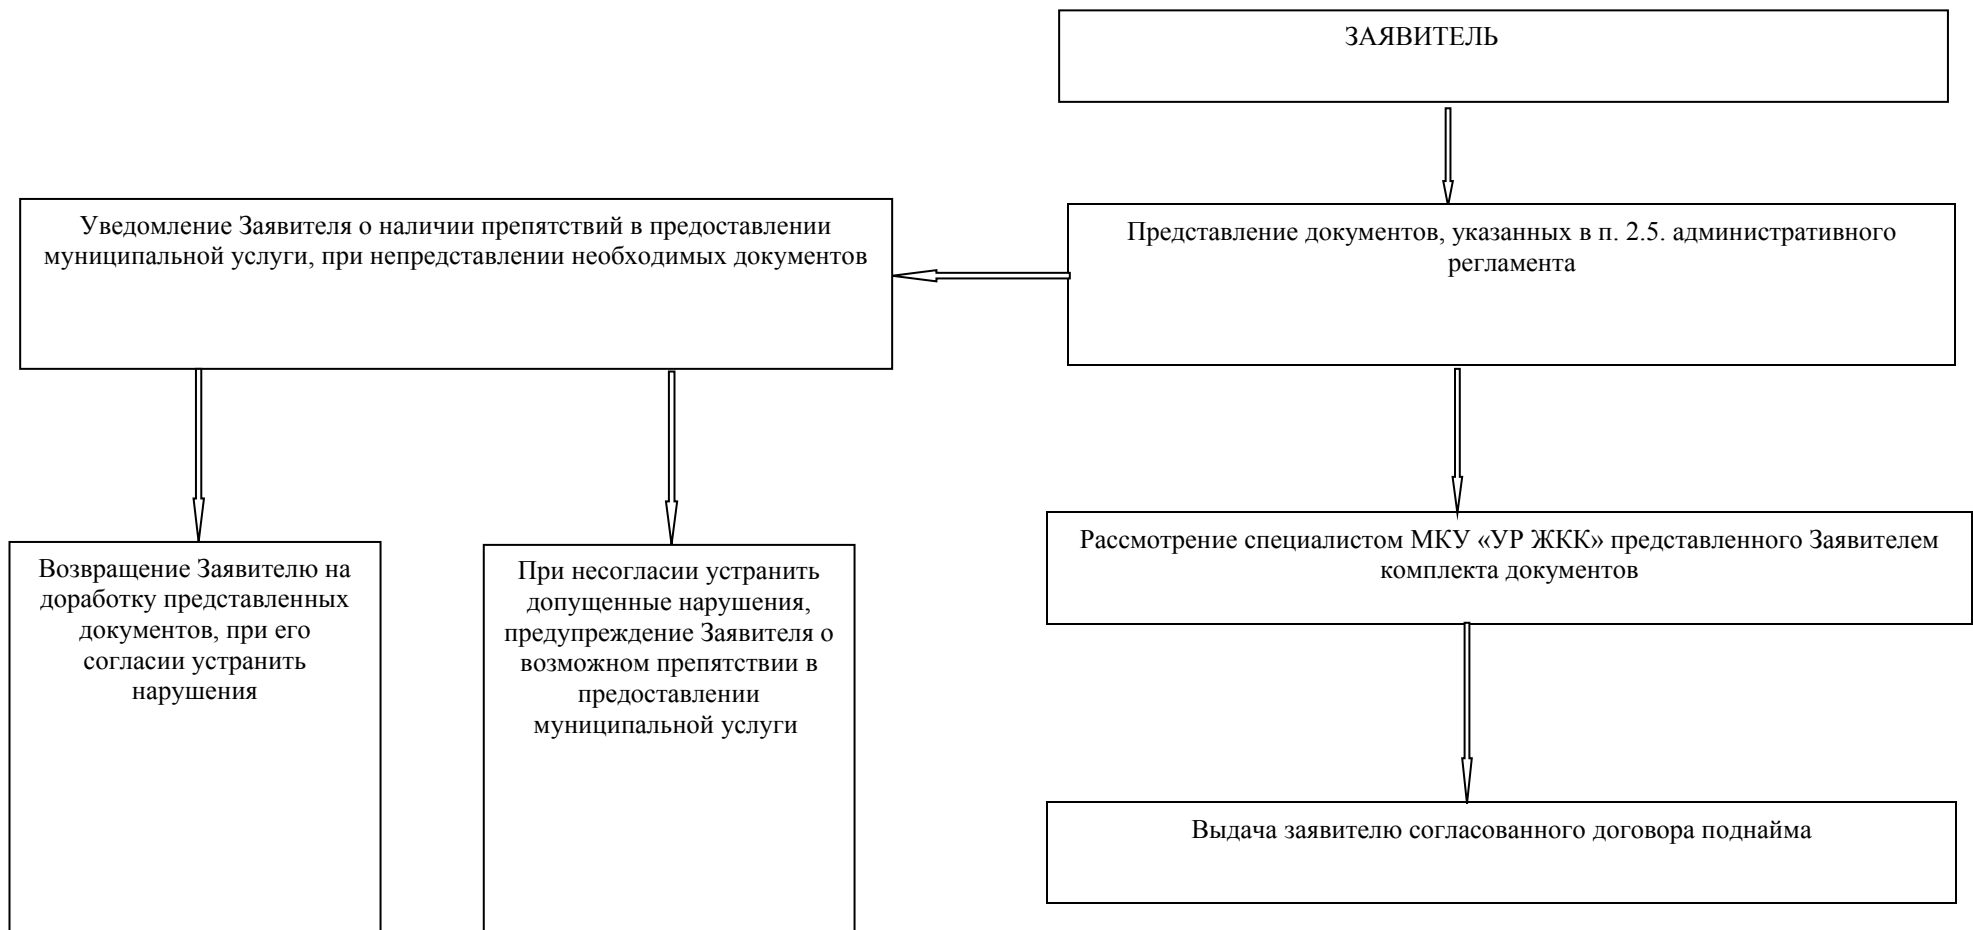 ЗАЯВИТЕЛЬ
Уведомление Заявителя о наличии препятствий в предоставлении
муниципальной услуги, при непредставлении необходимых документов
Представление документов, указанных в п. 2.5. административного
регламента
Возвращение Заявителю на
доработку представленных
документов, при его
согласии устранить
нарушения
При несогласии устранить
допущенные нарушения,
предупреждение Заявителя о
возможном препятствии в
предоставлении
муниципальной услуги
Рассмотрение специалистом МКУ «УР ЖКК» представленного Заявителем
комплекта документов
Выдача заявителю согласованного договора поднайма